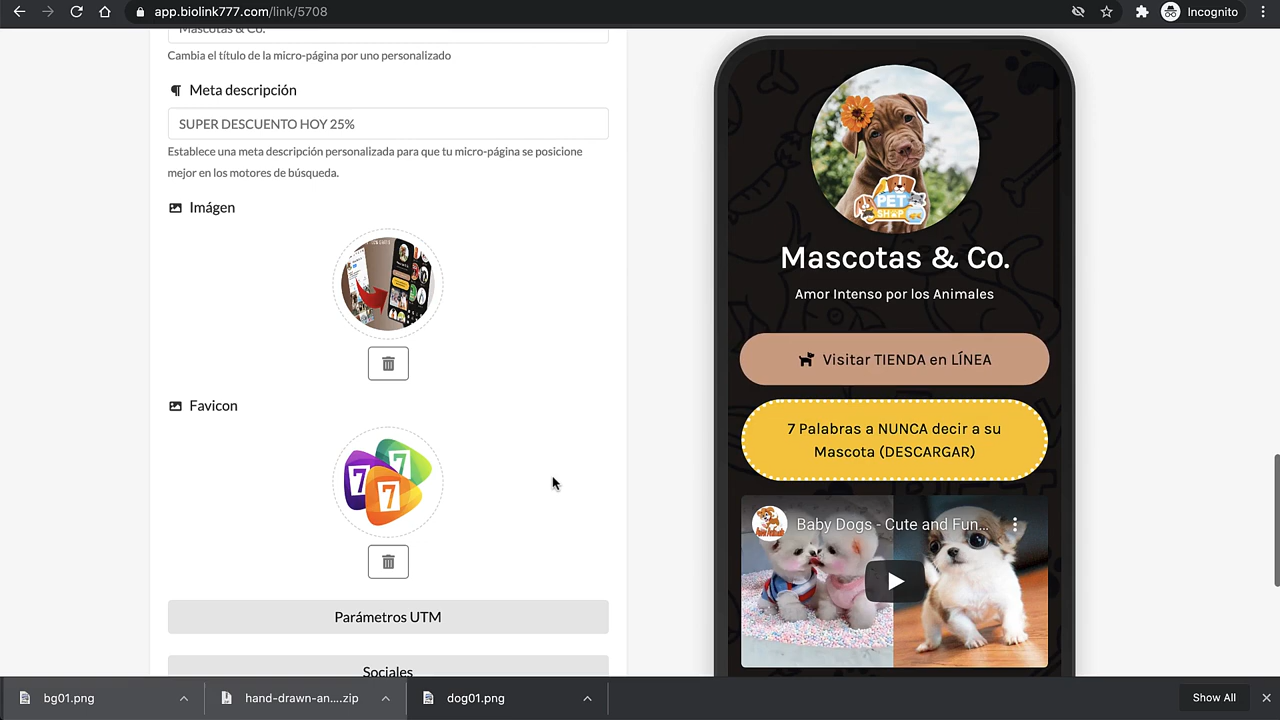 app.biolink777.com/link/5708
Incognito
Mascotas & Co.
Cambia el título de la micro-página por uno personalizado
Meta descripción
SUPER DESCUENTO HOY 25%
Establece una meta descripción personalizada para que tu micro-página se posicione
mejor en los motores de búsqueda.
Imágen
Favicon
7
7
7
Parámetros UTM
Sociales
PET
SHOP
Mascotas & Co.
Amor Intenso por los Animales
Visitar TIENDA en LÍNEA
7 Palabras a NUNCA decir a su
Mascota (DESCARGAR)
Baby Dogs - Cute and Fun...
bg01.png
hand-drawn-an....zip
dog01.png
Show All